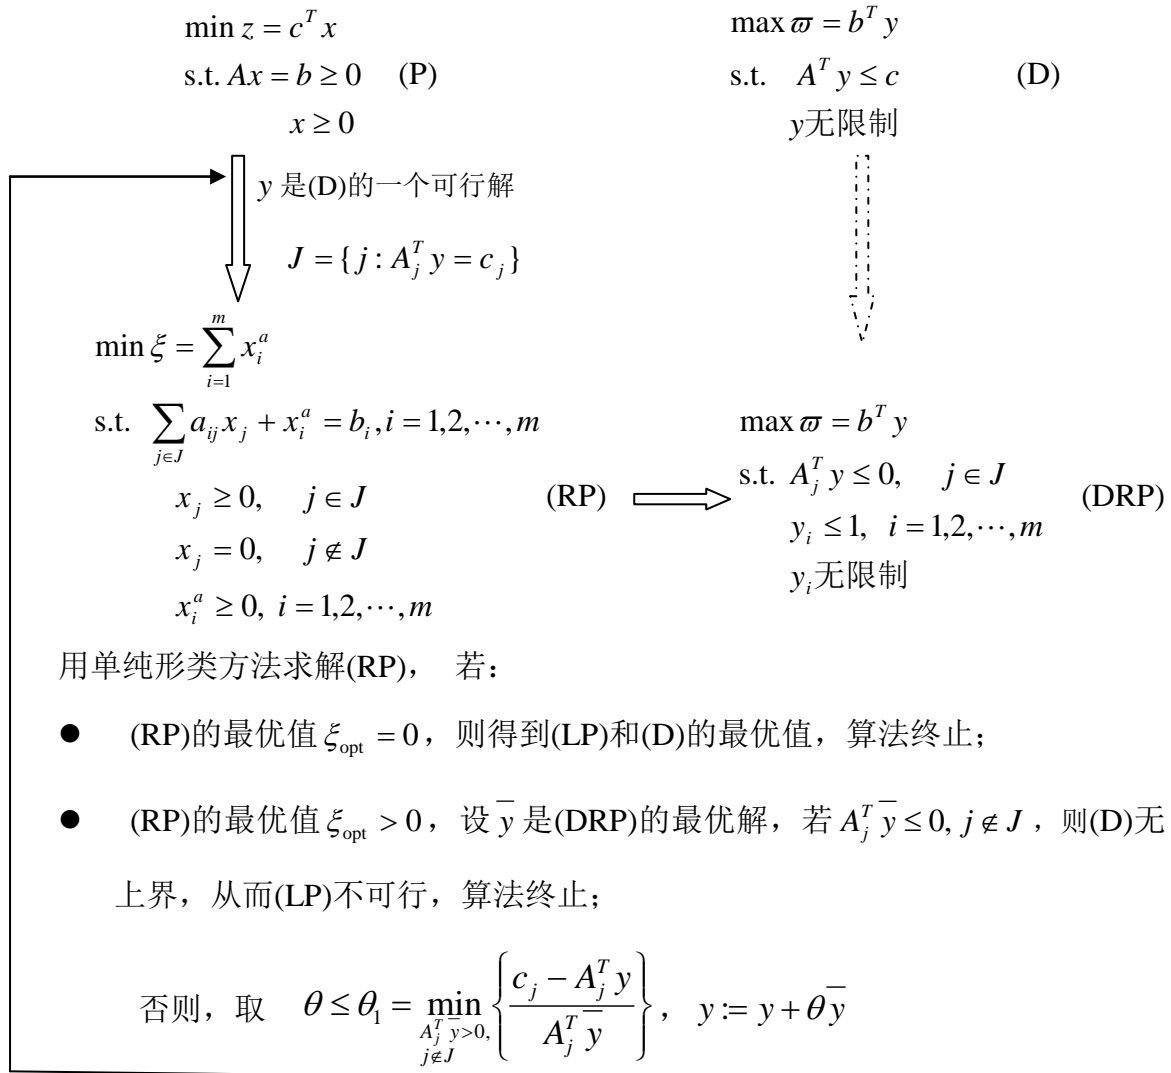 min z = c^T x
s.t. Ax = b ≥ 0 (P)
x ≥ 0
max ϖ = b^T y
s.t. A^T y ≤ c (D)
y无限制
y 是(D)的一个可行解
J = {j : A_j^T y = c_j}
min ξ = ∑_{i=1}^{m} x_i^a
s.t. ∑_{j∈J} a_{ij} x_j + x_i^a = b_i, i = 1,2,⋯,m
x_j ≥ 0, j ∈ J (RP)
x_j = 0, j ∉ J
x_i^a ≥ 0, i = 1,2,⋯,m
max ϖ = b^T y
s.t. A_j^T y ≤ 0, j ∈ J (DRP)
y_i ≤ 1, i = 1,2,⋯,m
y_i无限制
用单纯形类方法求解(RP)， 若：
● (RP)的最优值 ξ_opt = 0，则得到(LP)和(D)的最优值，算法终止；
● (RP)的最优值 ξ_opt > 0，设 y̅ 是(DRP)的最优解，若 A_j^T y̅ ≤ 0, j ∉ J ，则(D)无
上界，从而(LP)不可行，算法终止；
否则，取 θ ≤ θ_1 = min_{A_j^T y̅>0, j∉J} { (c_j − A_j^T y) / (A_j^T y̅) }， y := y + θy̅